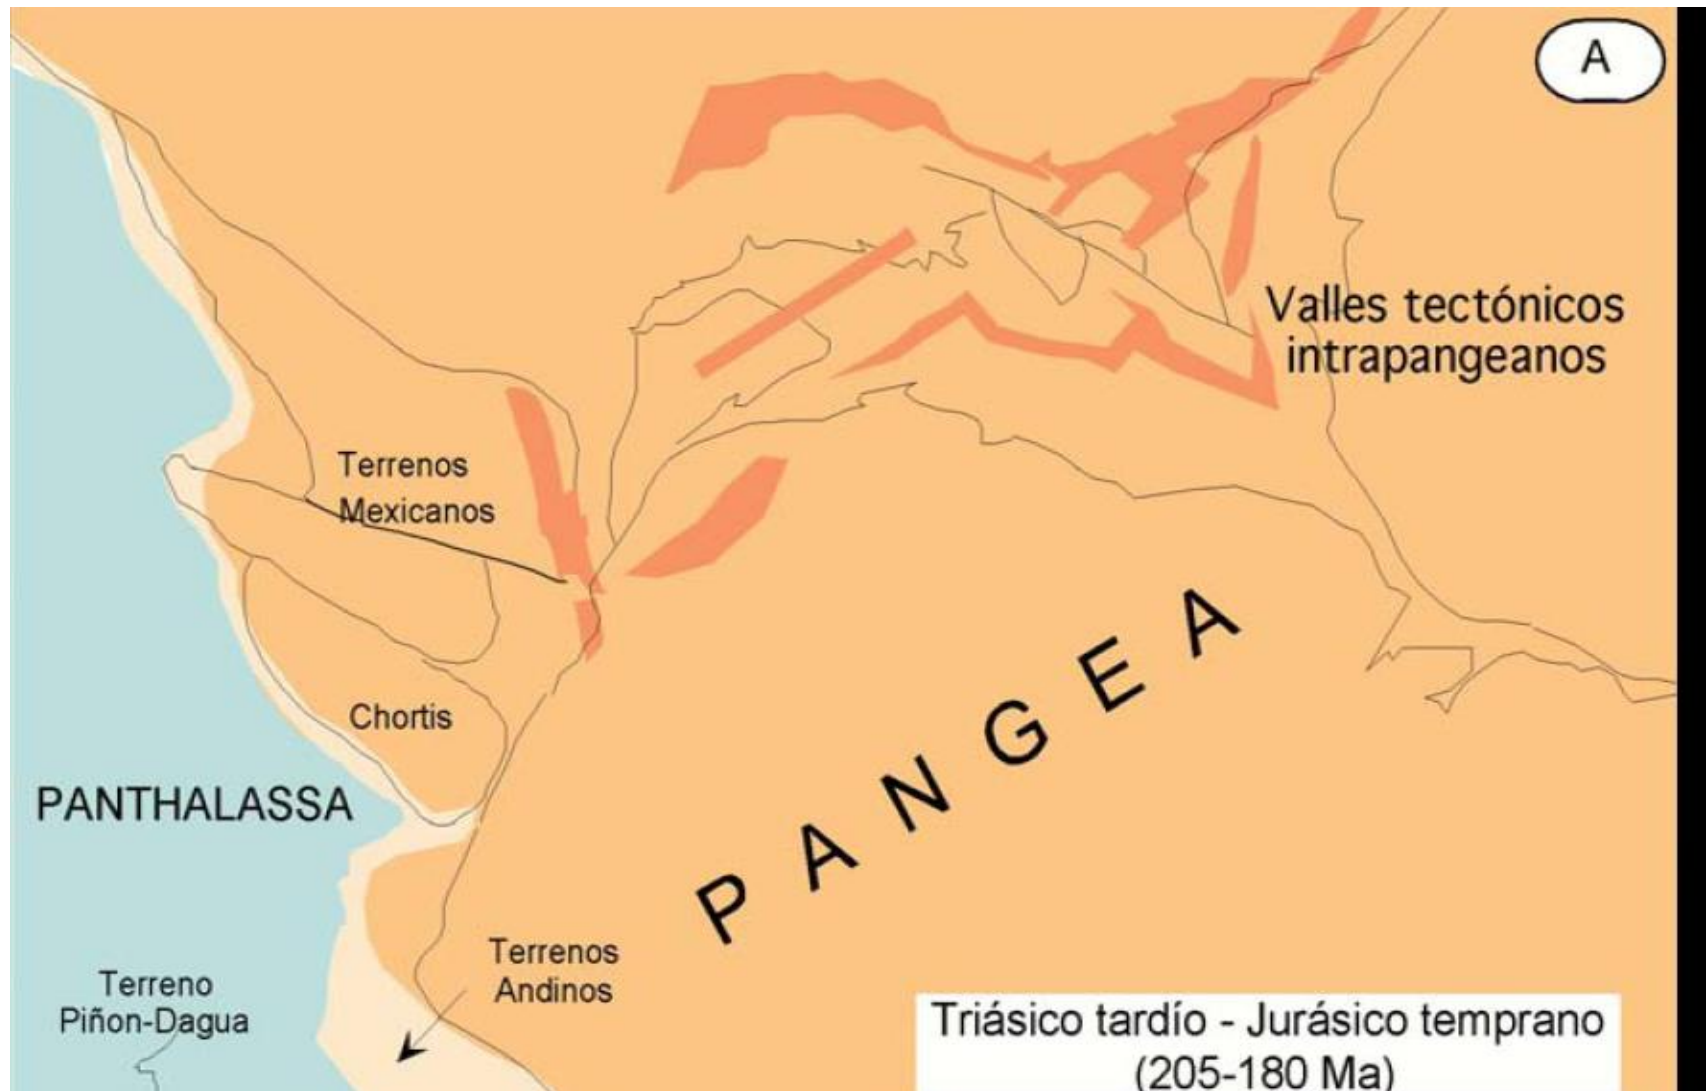 A
Valles tectónicos
intrapangeanos
Terrenos
Mexicanos
PANGEA
Chortis
PANTHALASSA
Terrenos
Andinos
Terreno
Piñon-Dagua
Triásico tardío - Jurásico temprano
(205-180 Ma)